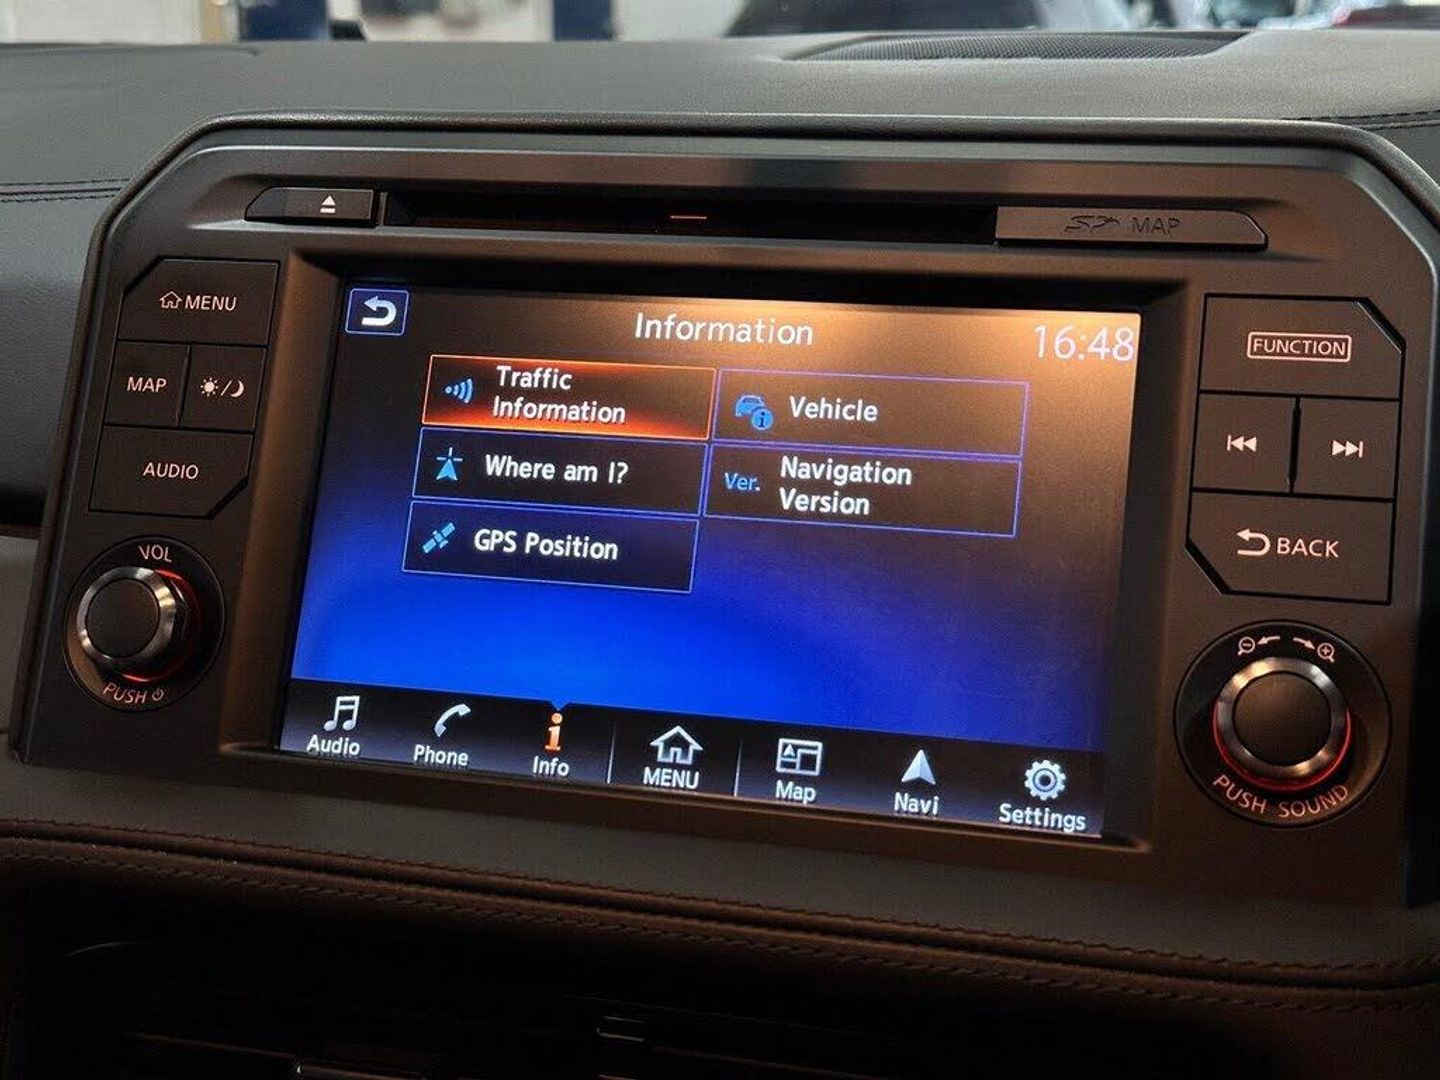 MAP
MENU
MAP
AUDIO
VOL
PUSH
Information
16:48
Traffic
Information
Vehicle
Where am I?
Ver.
Navigation
Version
GPS Position
Audio
Phone
Info
MENU
Map
Navi
Settings
FUNCTION
BACK
PUSH SOUND